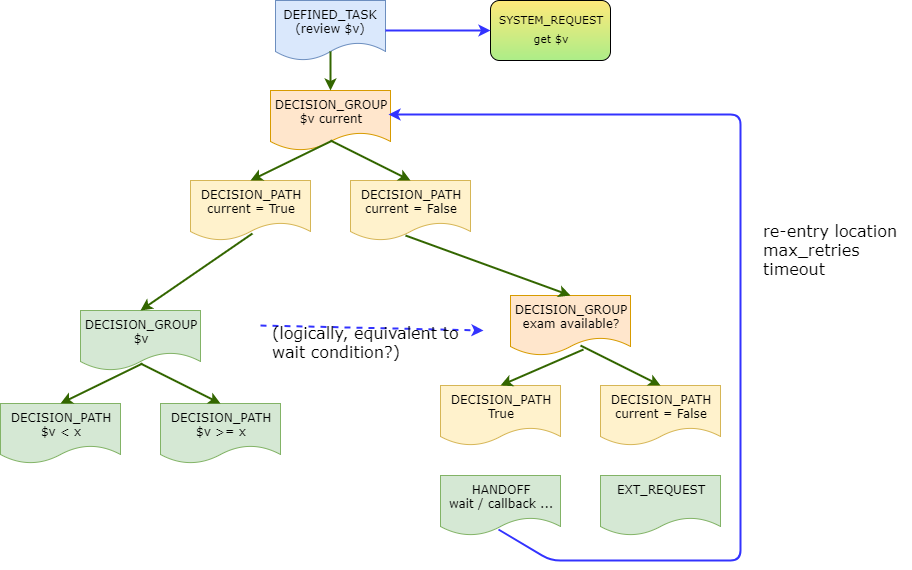 DEFINED_TASK
(review $v)
SYSTEM_REQUEST
get $v
DECISION_GROUP
$v current
DECISION_PATH
current = True
DECISION_PATH
current = False
re-entry location
max_retries
timeout
DECISION_GROUP
$v
(logically, equivalent to
wait condition?)
DECISION_GROUP
exam available?
DECISION_PATH
$v < x
DECISION_PATH
$v >= x
DECISION_PATH
True
DECISION_PATH
current = False
HANDOFF
wait / callback ...
EXT_REQUEST